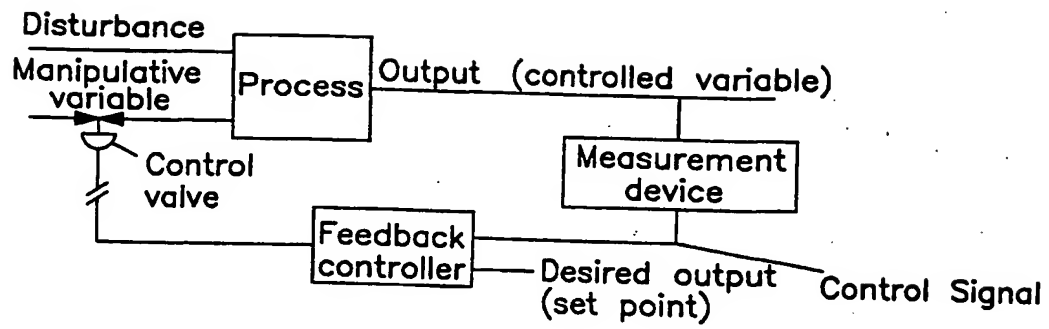 Disturbance
Manipulative
variable
Process
Output (controlled variable)
Control
valve
Measurement
device
Feedback
controller
Desired output
(set point)
Control Signal